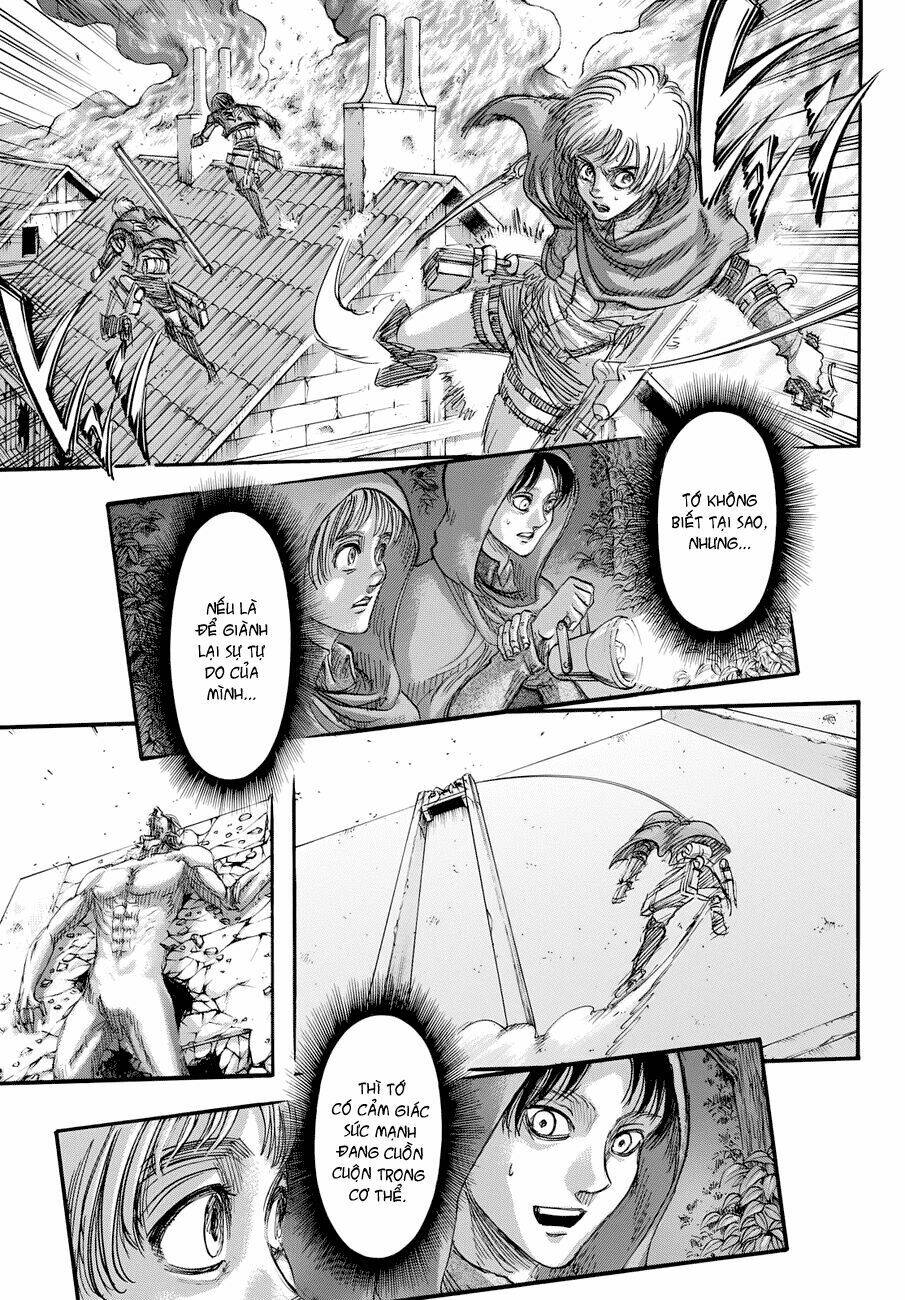 TỚ KHÔNG
BIẾT TẠI SAO,
NHƯNG...
NẾU LÀ
ĐỂ GIÀNH
LẠI SỰ TỰ
DO CỦA
MÌNH...
THÌ TỚ
CÓ CẢM GIÁC
SỨC MẠNH
ĐANG CUỒN
CUỘN TRONG
CƠ THỂ.